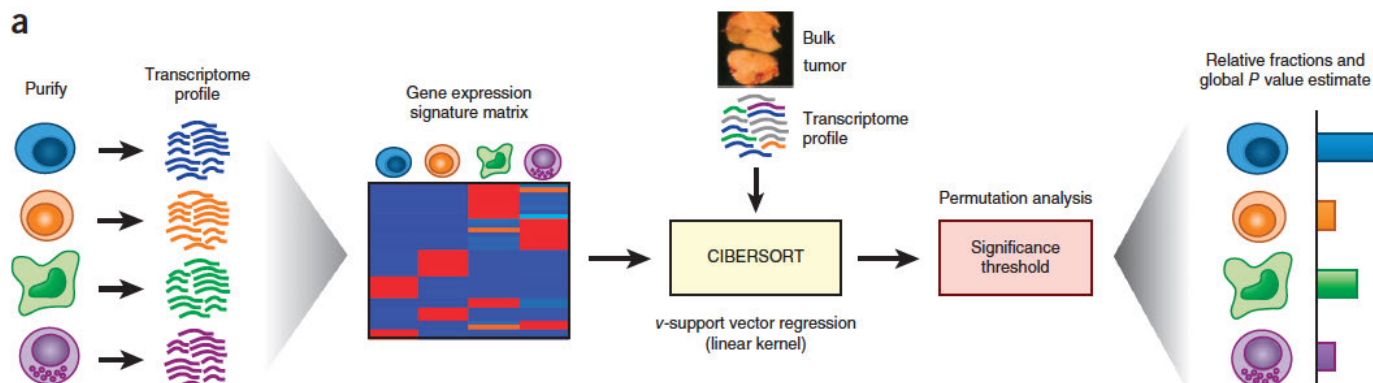 a
Purify
Transcriptome
profile
Gene expression
signature matrix
Bulk
tumor
Transcriptome
profile
CIBERSORT
ν-support vector regression
(linear kernel)
Permutation analysis
Significance
threshold
Relative fractions and
global P value estimate